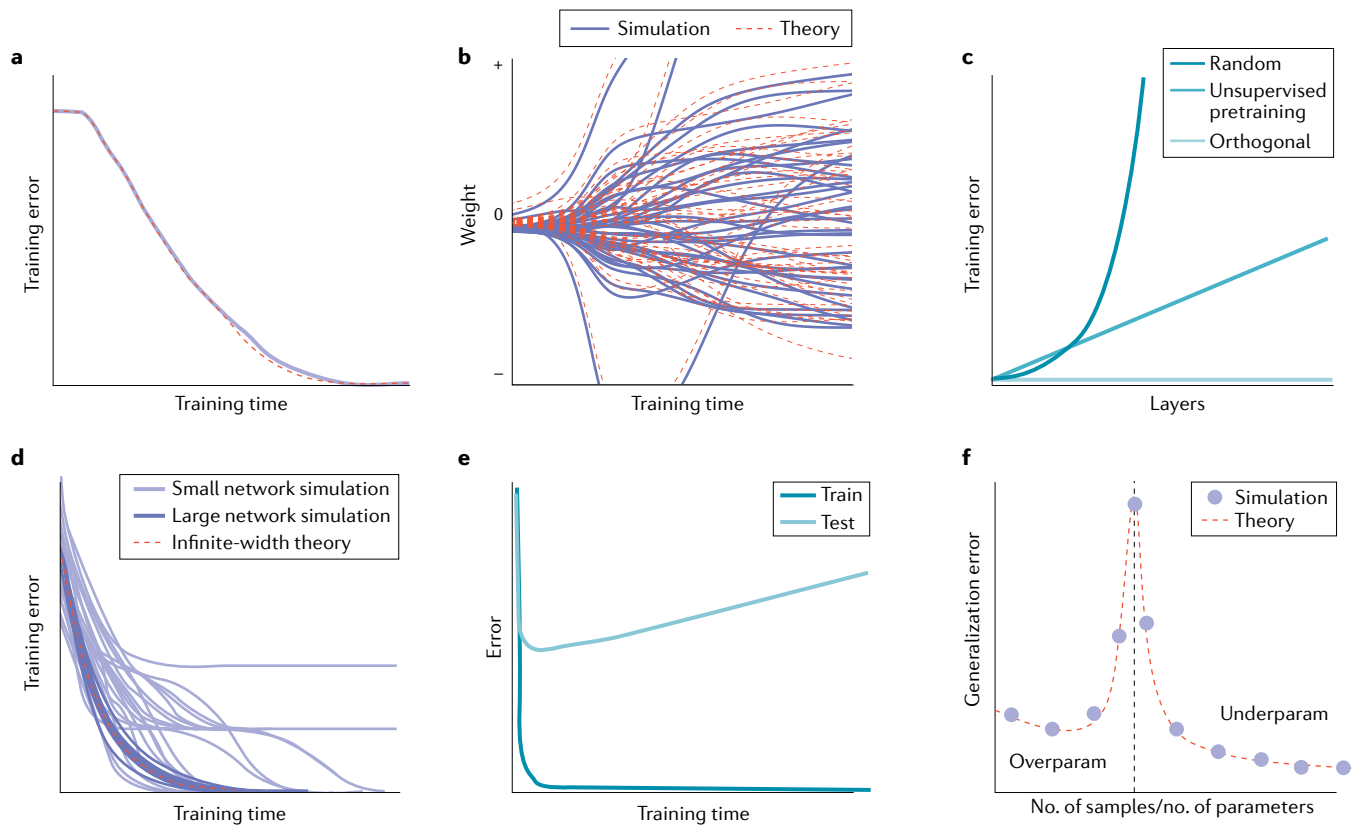 Simulation
Theory
a
Training error
Training time
b
+
0
−
Weight
Training time
c
Random
Unsupervised
pretraining
Orthogonal
Training error
Layers
d
Small network simulation
Large network simulation
Infinite-width theory
Training error
Training time
e
Train
Test
Error
Training time
f
Simulation
Theory
Generalization error
Underparam
Overparam
No. of samples/no. of parameters